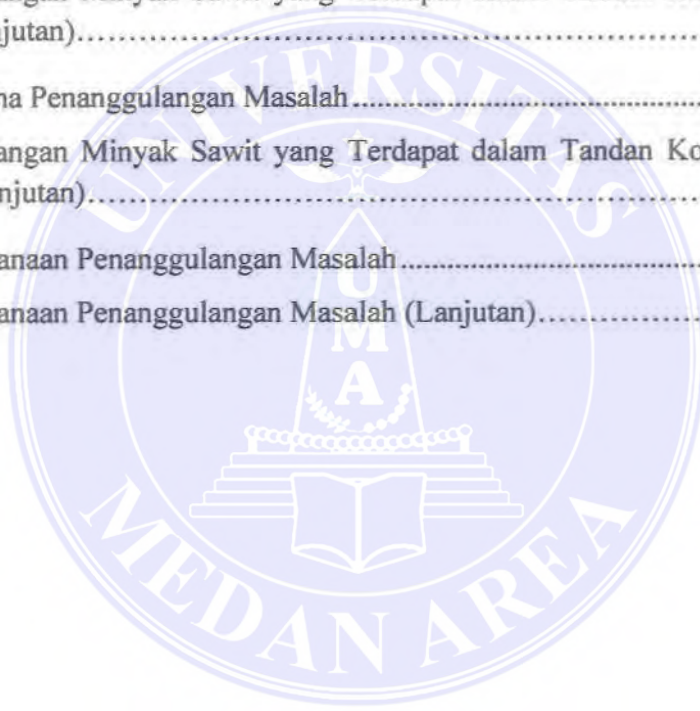 njutan)
na Penanggulangan Masalah
angan Minyak Sawit yang Terdapat dalam Tandan Ko
njutan)
anaan Penanggulangan Masalah
anaan Penanggulangan Masalah (Lanjutan)
UNIVERSITAS
U
M
A
MEDAN AREA